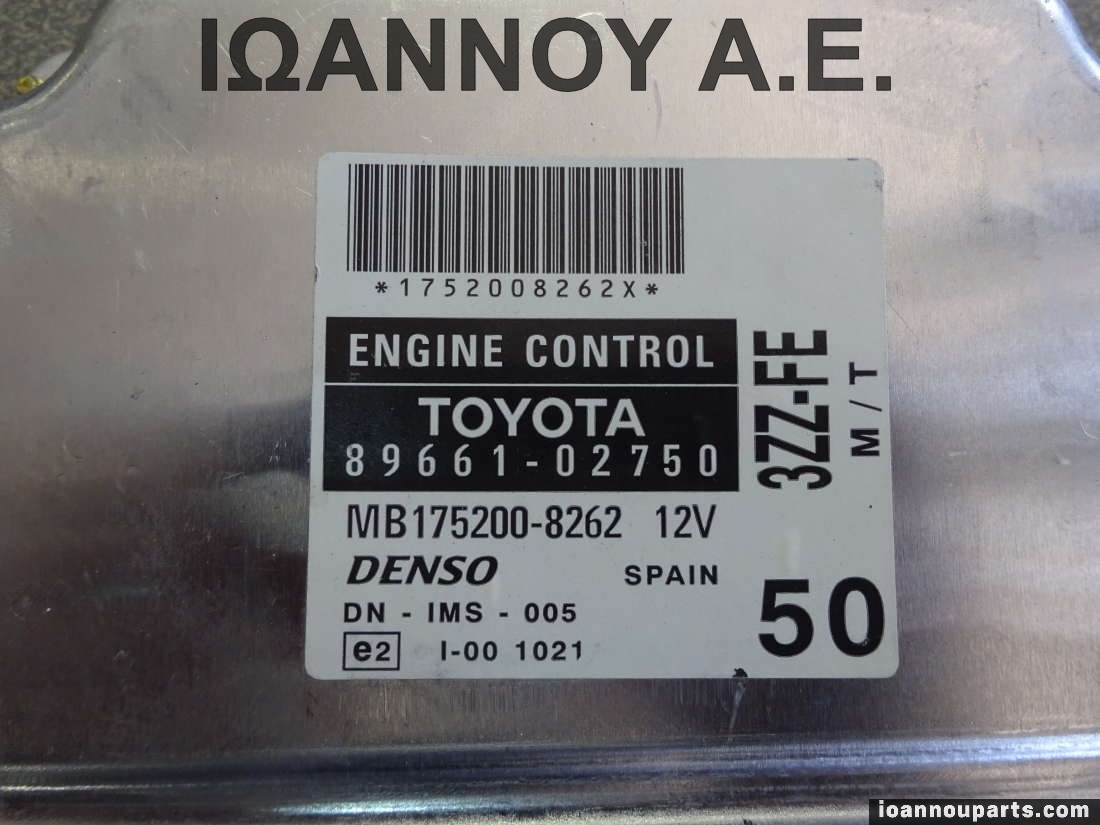 ΙΩΑΝΝΟΥ Α.Ε.
*1752008262X*
ENGINE CONTROL
TOYOTA
89661-02750
3ZZ-FE
M/T
MB175200-8262 12V
DENSO SPAIN
DN - IMS - 005
e2 I-00 1021
50
ioannouparts.com